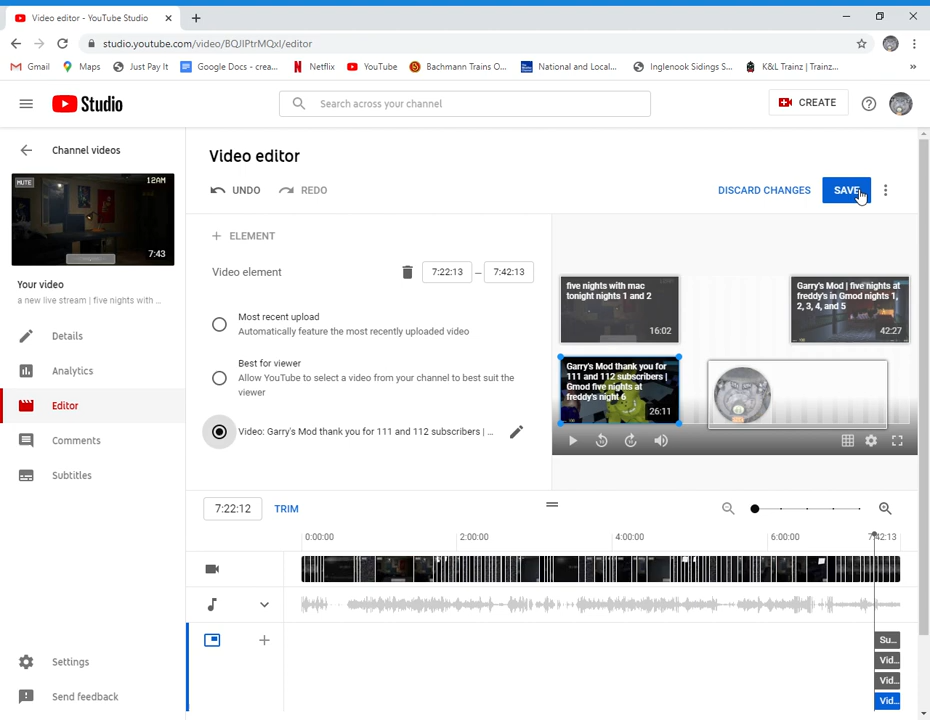 Video editor - YouTube Studio
studio.youtube.com/video/BQJIPtrMQxI/editor
Gmail Maps Just Pay It Google Docs - crea... Netflix YouTube Bachmann Trains O... National and Local... Inglenook Sidings S... K&L Trainz | Trainz... »
Studio
Search across your channel
CREATE
Channel videos
MUTE
12AM
7:43
Your video
a new live stream | five nights with ...
Details
Analytics
Editor
Comments
Subtitles
Settings
Send feedback
Video editor
UNDO REDO
DISCARD CHANGES SAVE
+ ELEMENT
Video element 7:22:13 – 7:42:13
Most recent upload
Automatically feature the most recently uploaded video
Best for viewer
Allow YouTube to select a video from your channel to best suit the
viewer
Video: Garry's Mod thank you for 111 and 112 subscribers | ...
five nights with mac
tonight nights 1 and 2
16:02
Garry's Mod | five nights at
freddy's in Gmod nights 1,
2, 3, 4, and 5
42:27
Garry's Mod thank you for
111 and 112 subscribers |
Gmod five nights at
freddy's night 6
26:11
7:22:12 TRIM
0:00:00 2:00:00 4:00:00 6:00:00 7:42:13
Su...
Vid...
Vid...
Vid...